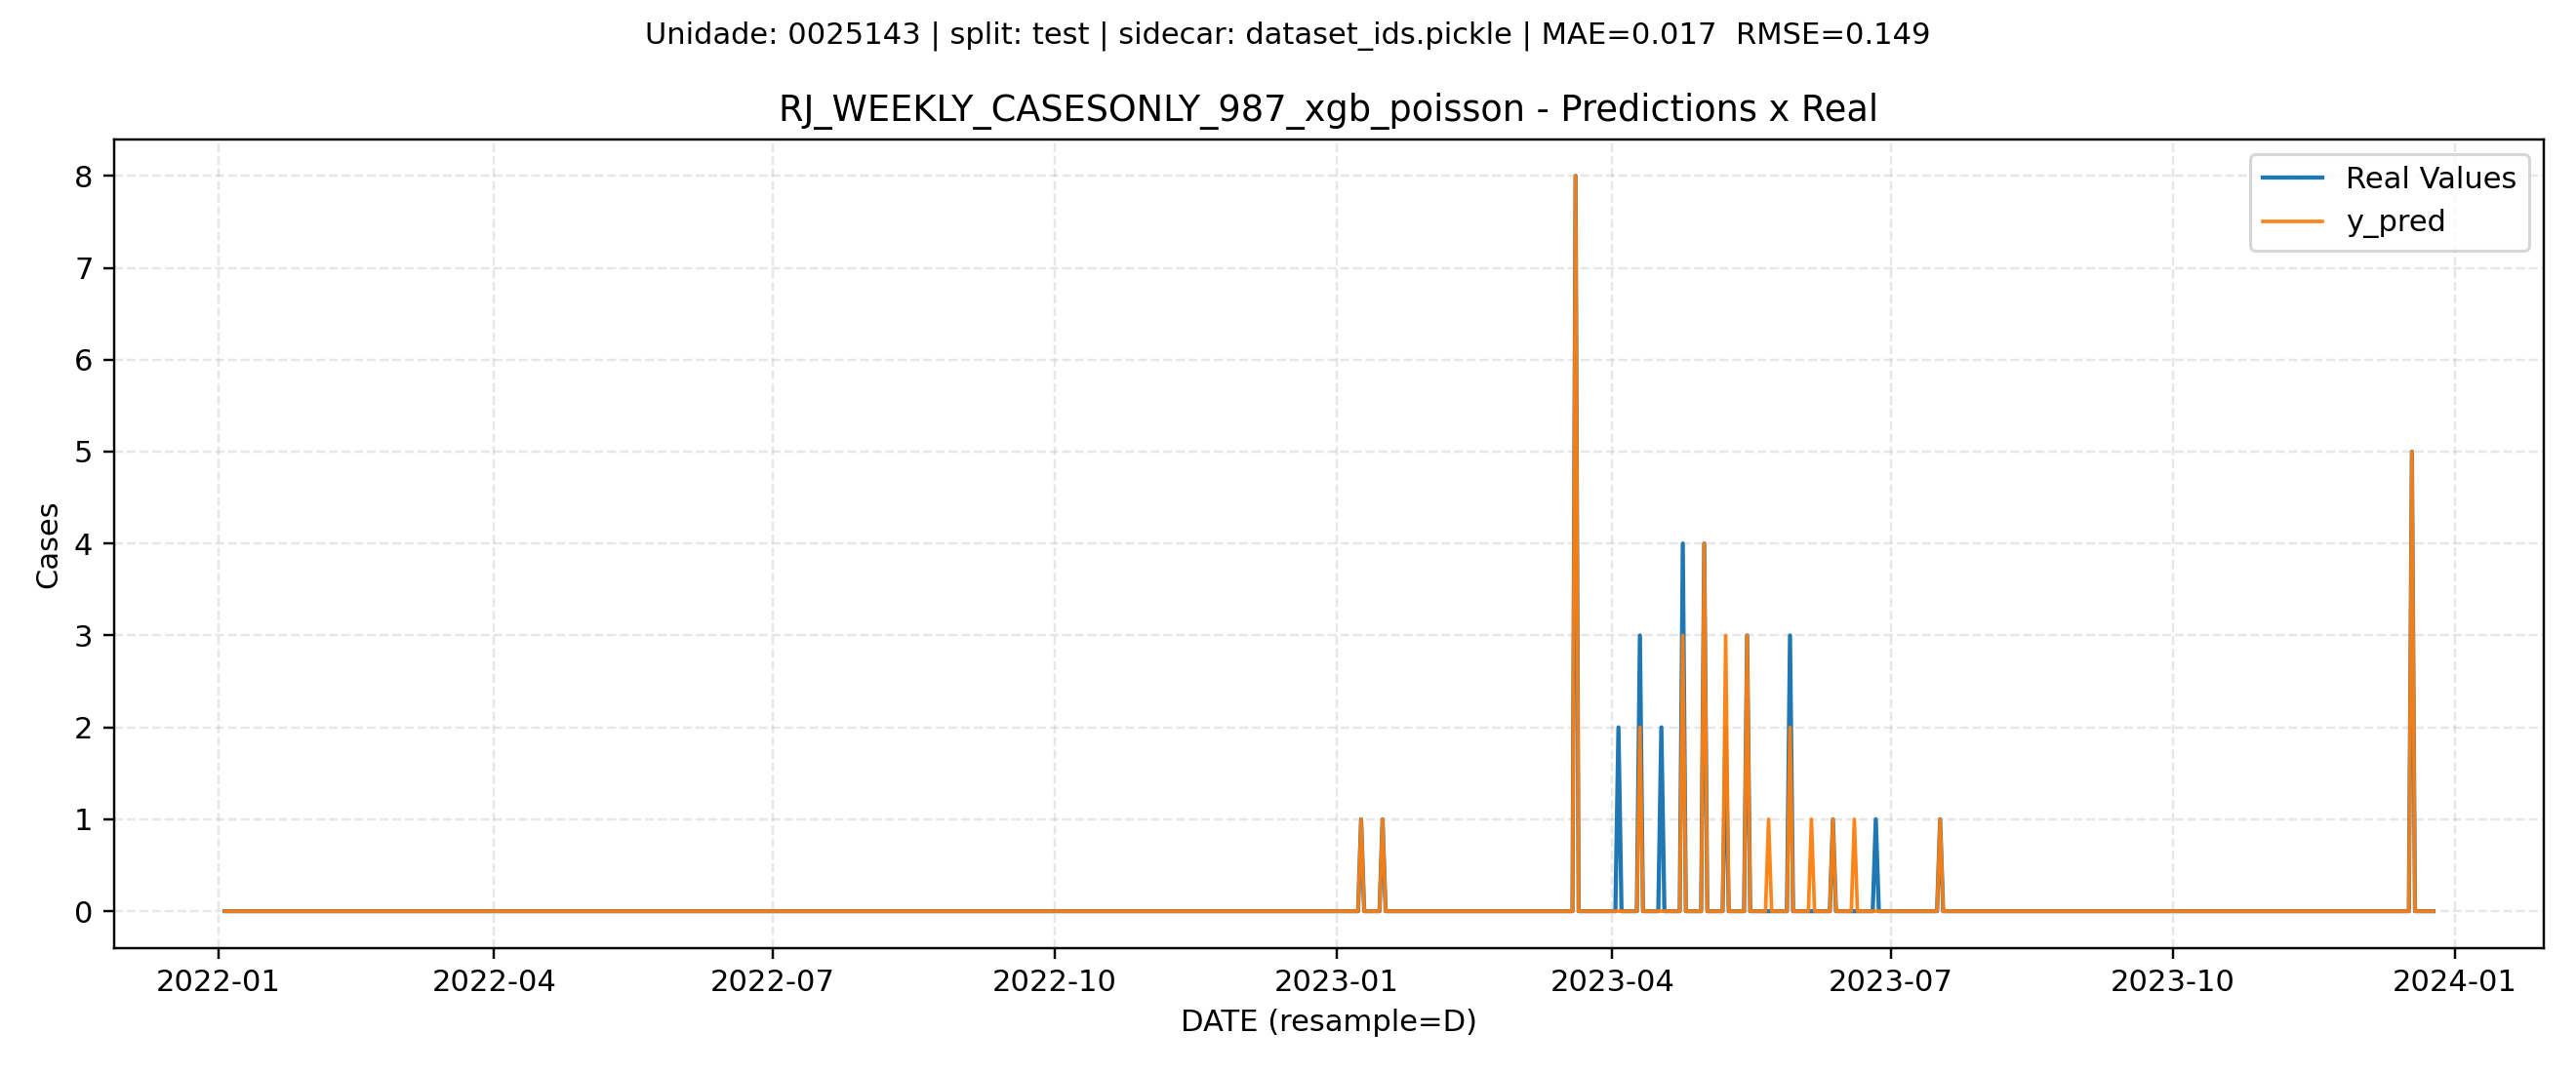 Unidade: 0025143 | split: test | sidecar: dataset_ids.pickle | MAE=0.017  RMSE=0.149
RJ_WEEKLY_CASESONLY_987_xgb_poisson - Predictions x Real
Real Values
y_pred
8
7
6
5
4
3
2
1
0
Cases
2022-01 2022-04 2022-07 2022-10 2023-01 2023-04 2023-07 2023-10 2024-01
DATE (resample=D)